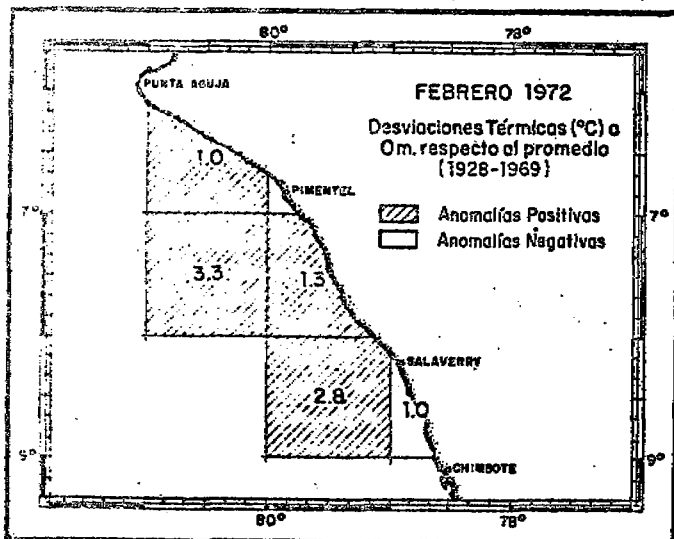 80° 78°
PUNTA AGUJA
FEBRERO 1972
Desviaciones Térmicas (°C) a
0m. respecto al promedio
(1928-1969)
1.0
PIMENTEL
7° 7°
Anomalías Positivas
Anomalías Negativas
3.3
1.3
SALAVERRY
2.8
1.0
9° 9°
CHIMBOTE
80° 78°